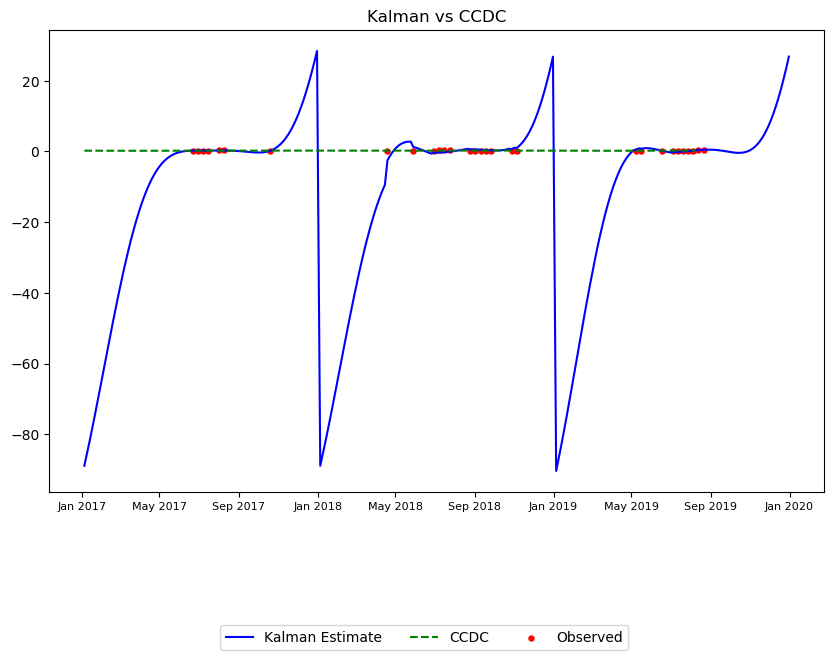 Kalman vs CCDC
20
0
−20
−40
−60
−80
Jan 2017 May 2017 Sep 2017 Jan 2018 May 2018 Sep 2018 Jan 2019 May 2019 Sep 2019 Jan 2020
Kalman Estimate CCDC Observed